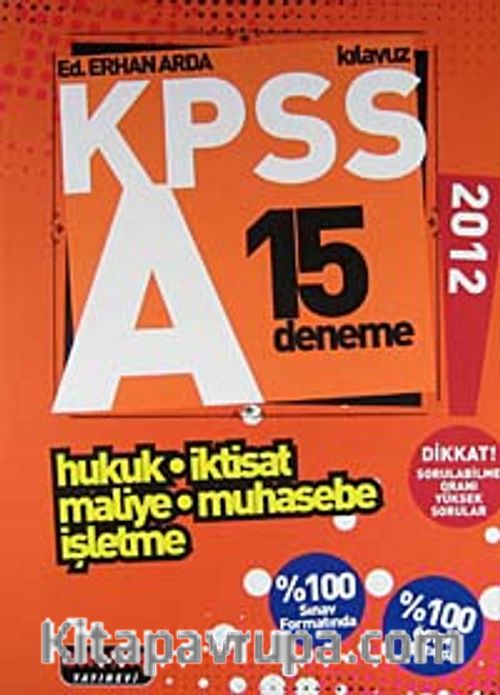 Ed. ERHAN ARDA
kılavuz
KPSS
A
15
deneme
2012
hukuk • iktisat
maliye • muhasebe
işletme
DİKKAT!
SORULABİLME
ORANI
YÜKSEK
SORULAR
%100
Sınav
Formatında
%100
Kitapavrupa.com
YAYINEVİ